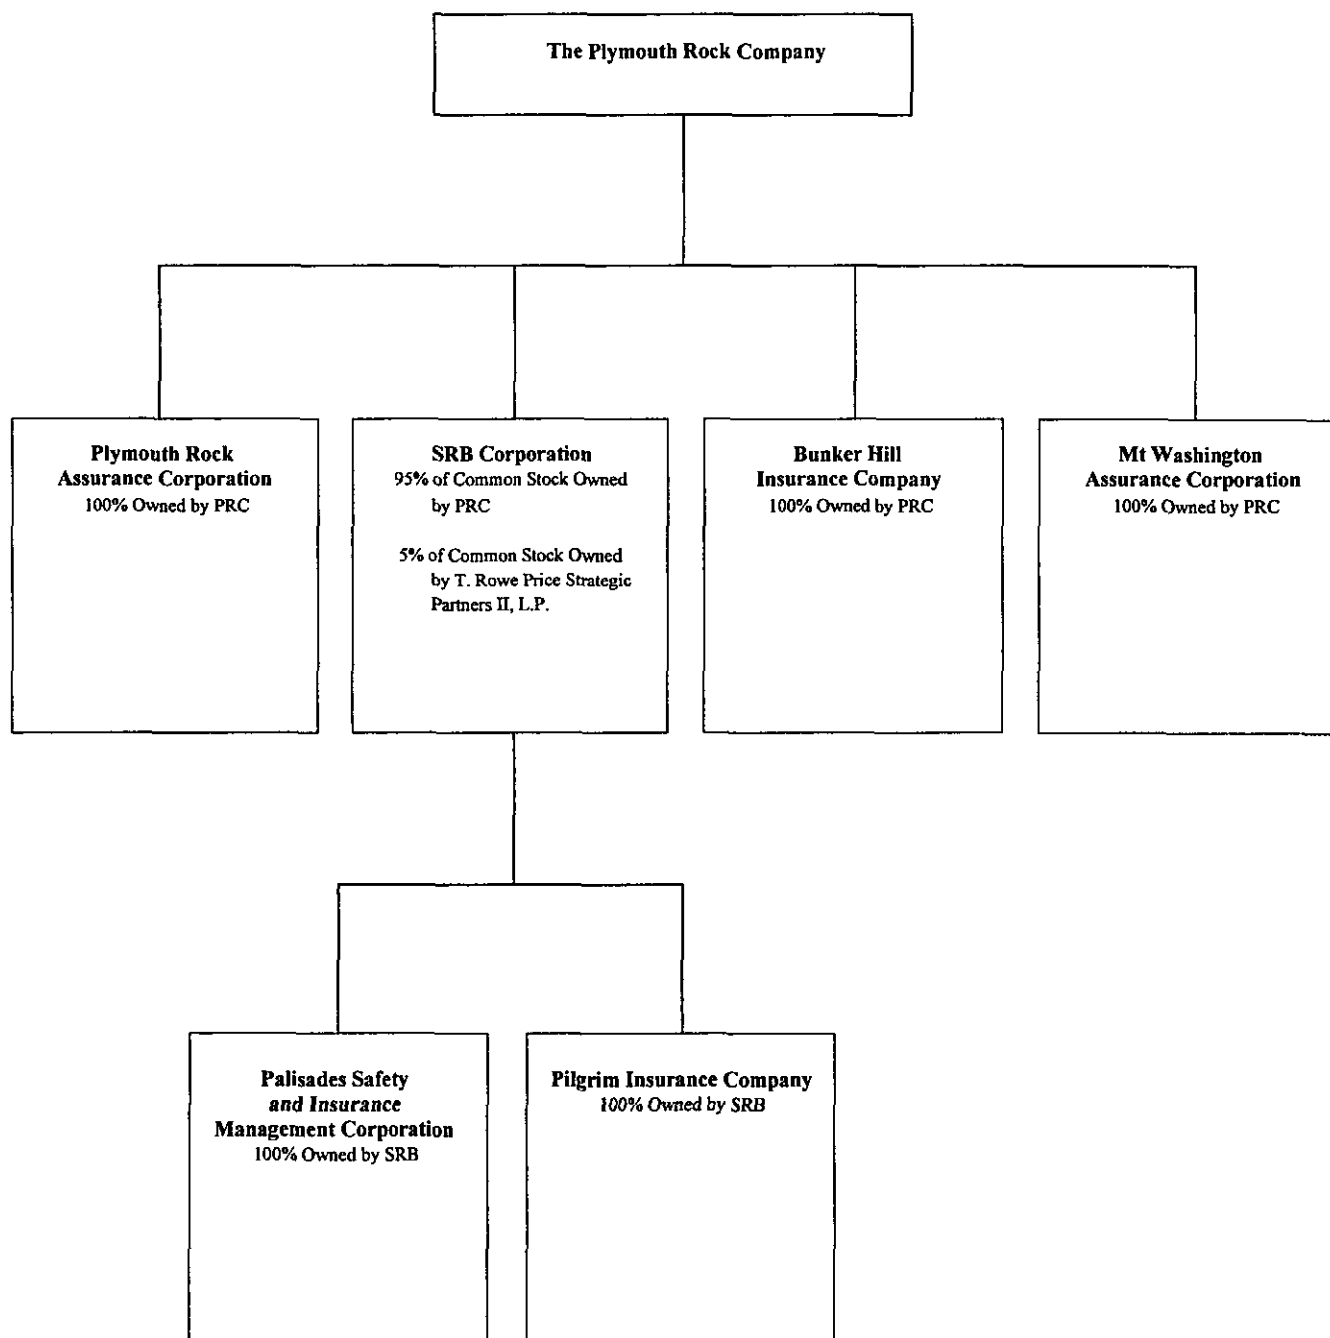 The Plymouth Rock Company
Plymouth Rock
Assurance Corporation
100% Owned by PRC
SRB Corporation
95% of Common Stock Owned
by PRC
5% of Common Stock Owned
by T. Rowe Price Strategic
Partners II, L.P.
Bunker Hill
Insurance Company
100% Owned by PRC
Mt Washington
Assurance Corporation
100% Owned by PRC
Palisades Safety
and Insurance
Management Corporation
100% Owned by SRB
Pilgrim Insurance Company
100% Owned by SRB